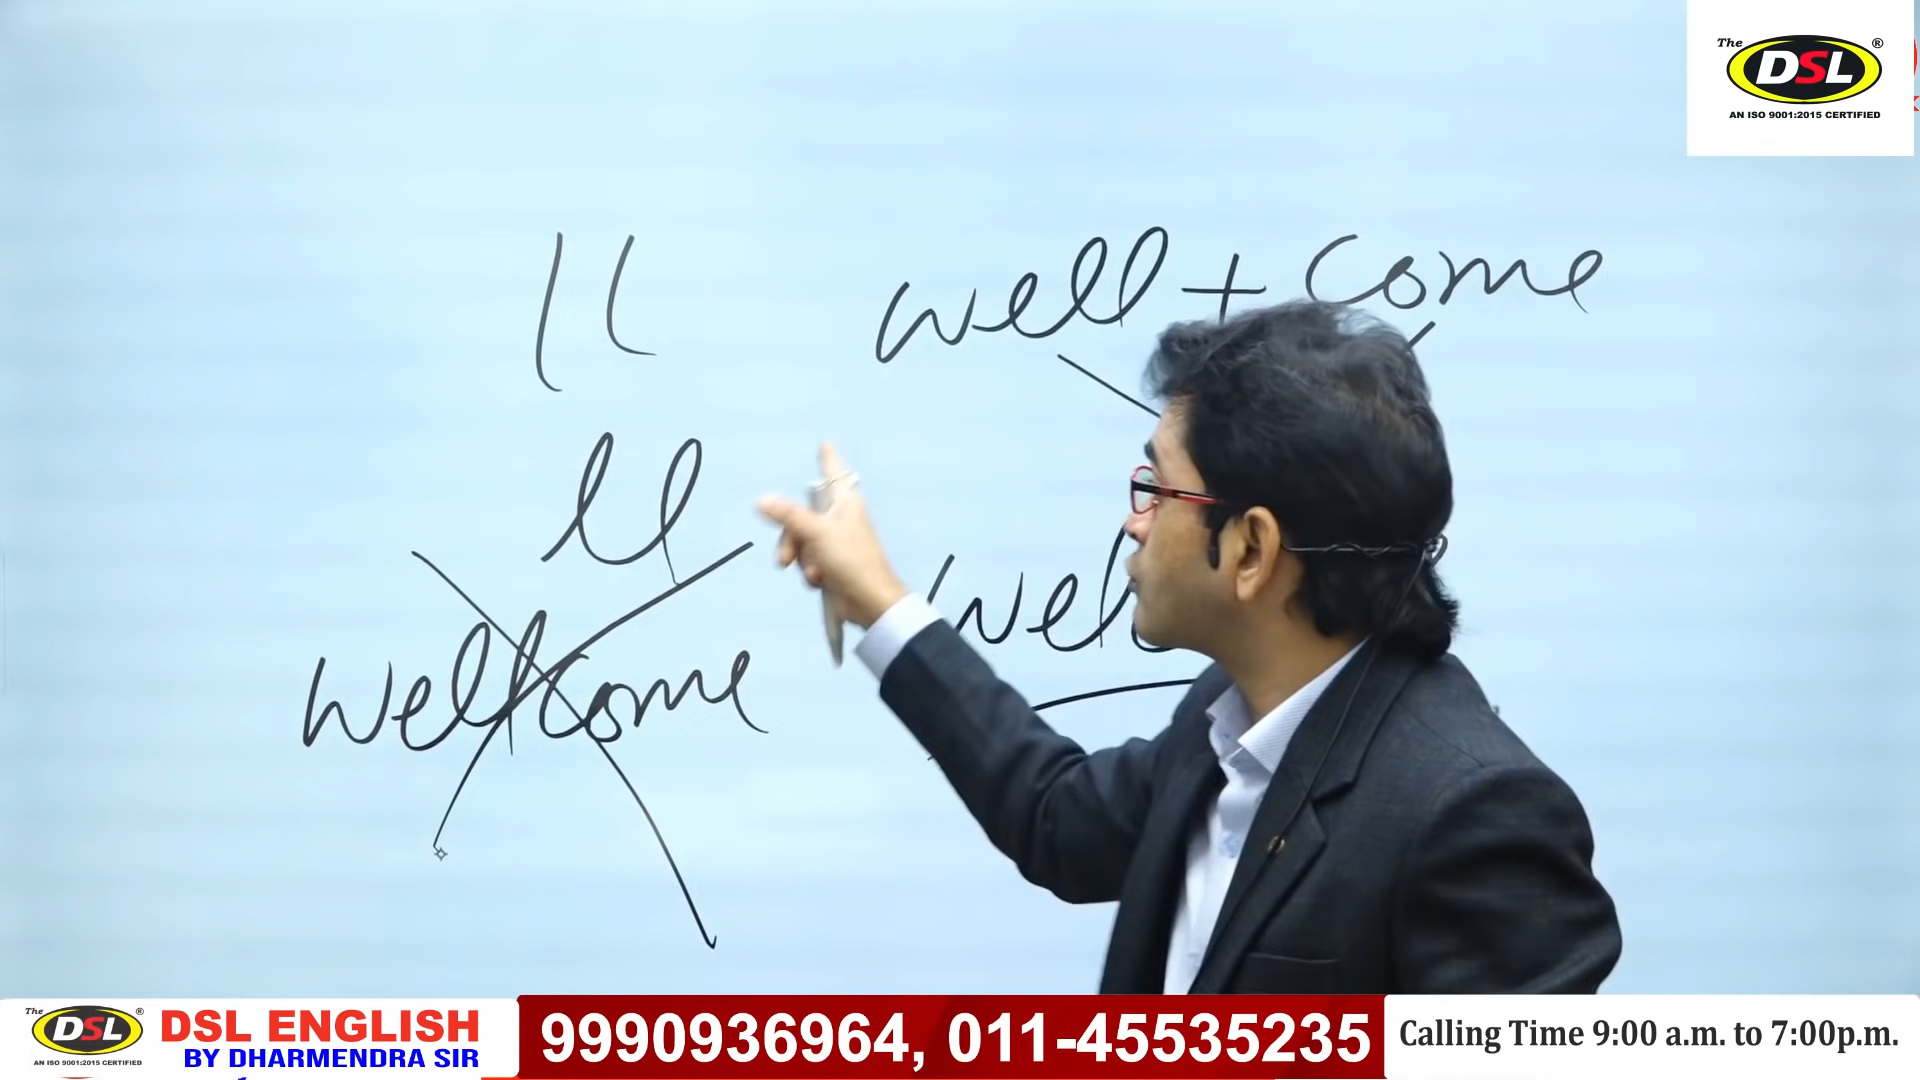 The DSL ®
AN ISO 9001:2015 CERTIFIED
ll well + come
ll
Wel
Wellcome
The DSL ®
AN ISO 9001:2015 CERTIFIED
DSL ENGLISH
BY DHARMENDRA SIR
9990936964, 011-45535235
Calling Time 9:00 a.m. to 7:00p.m.